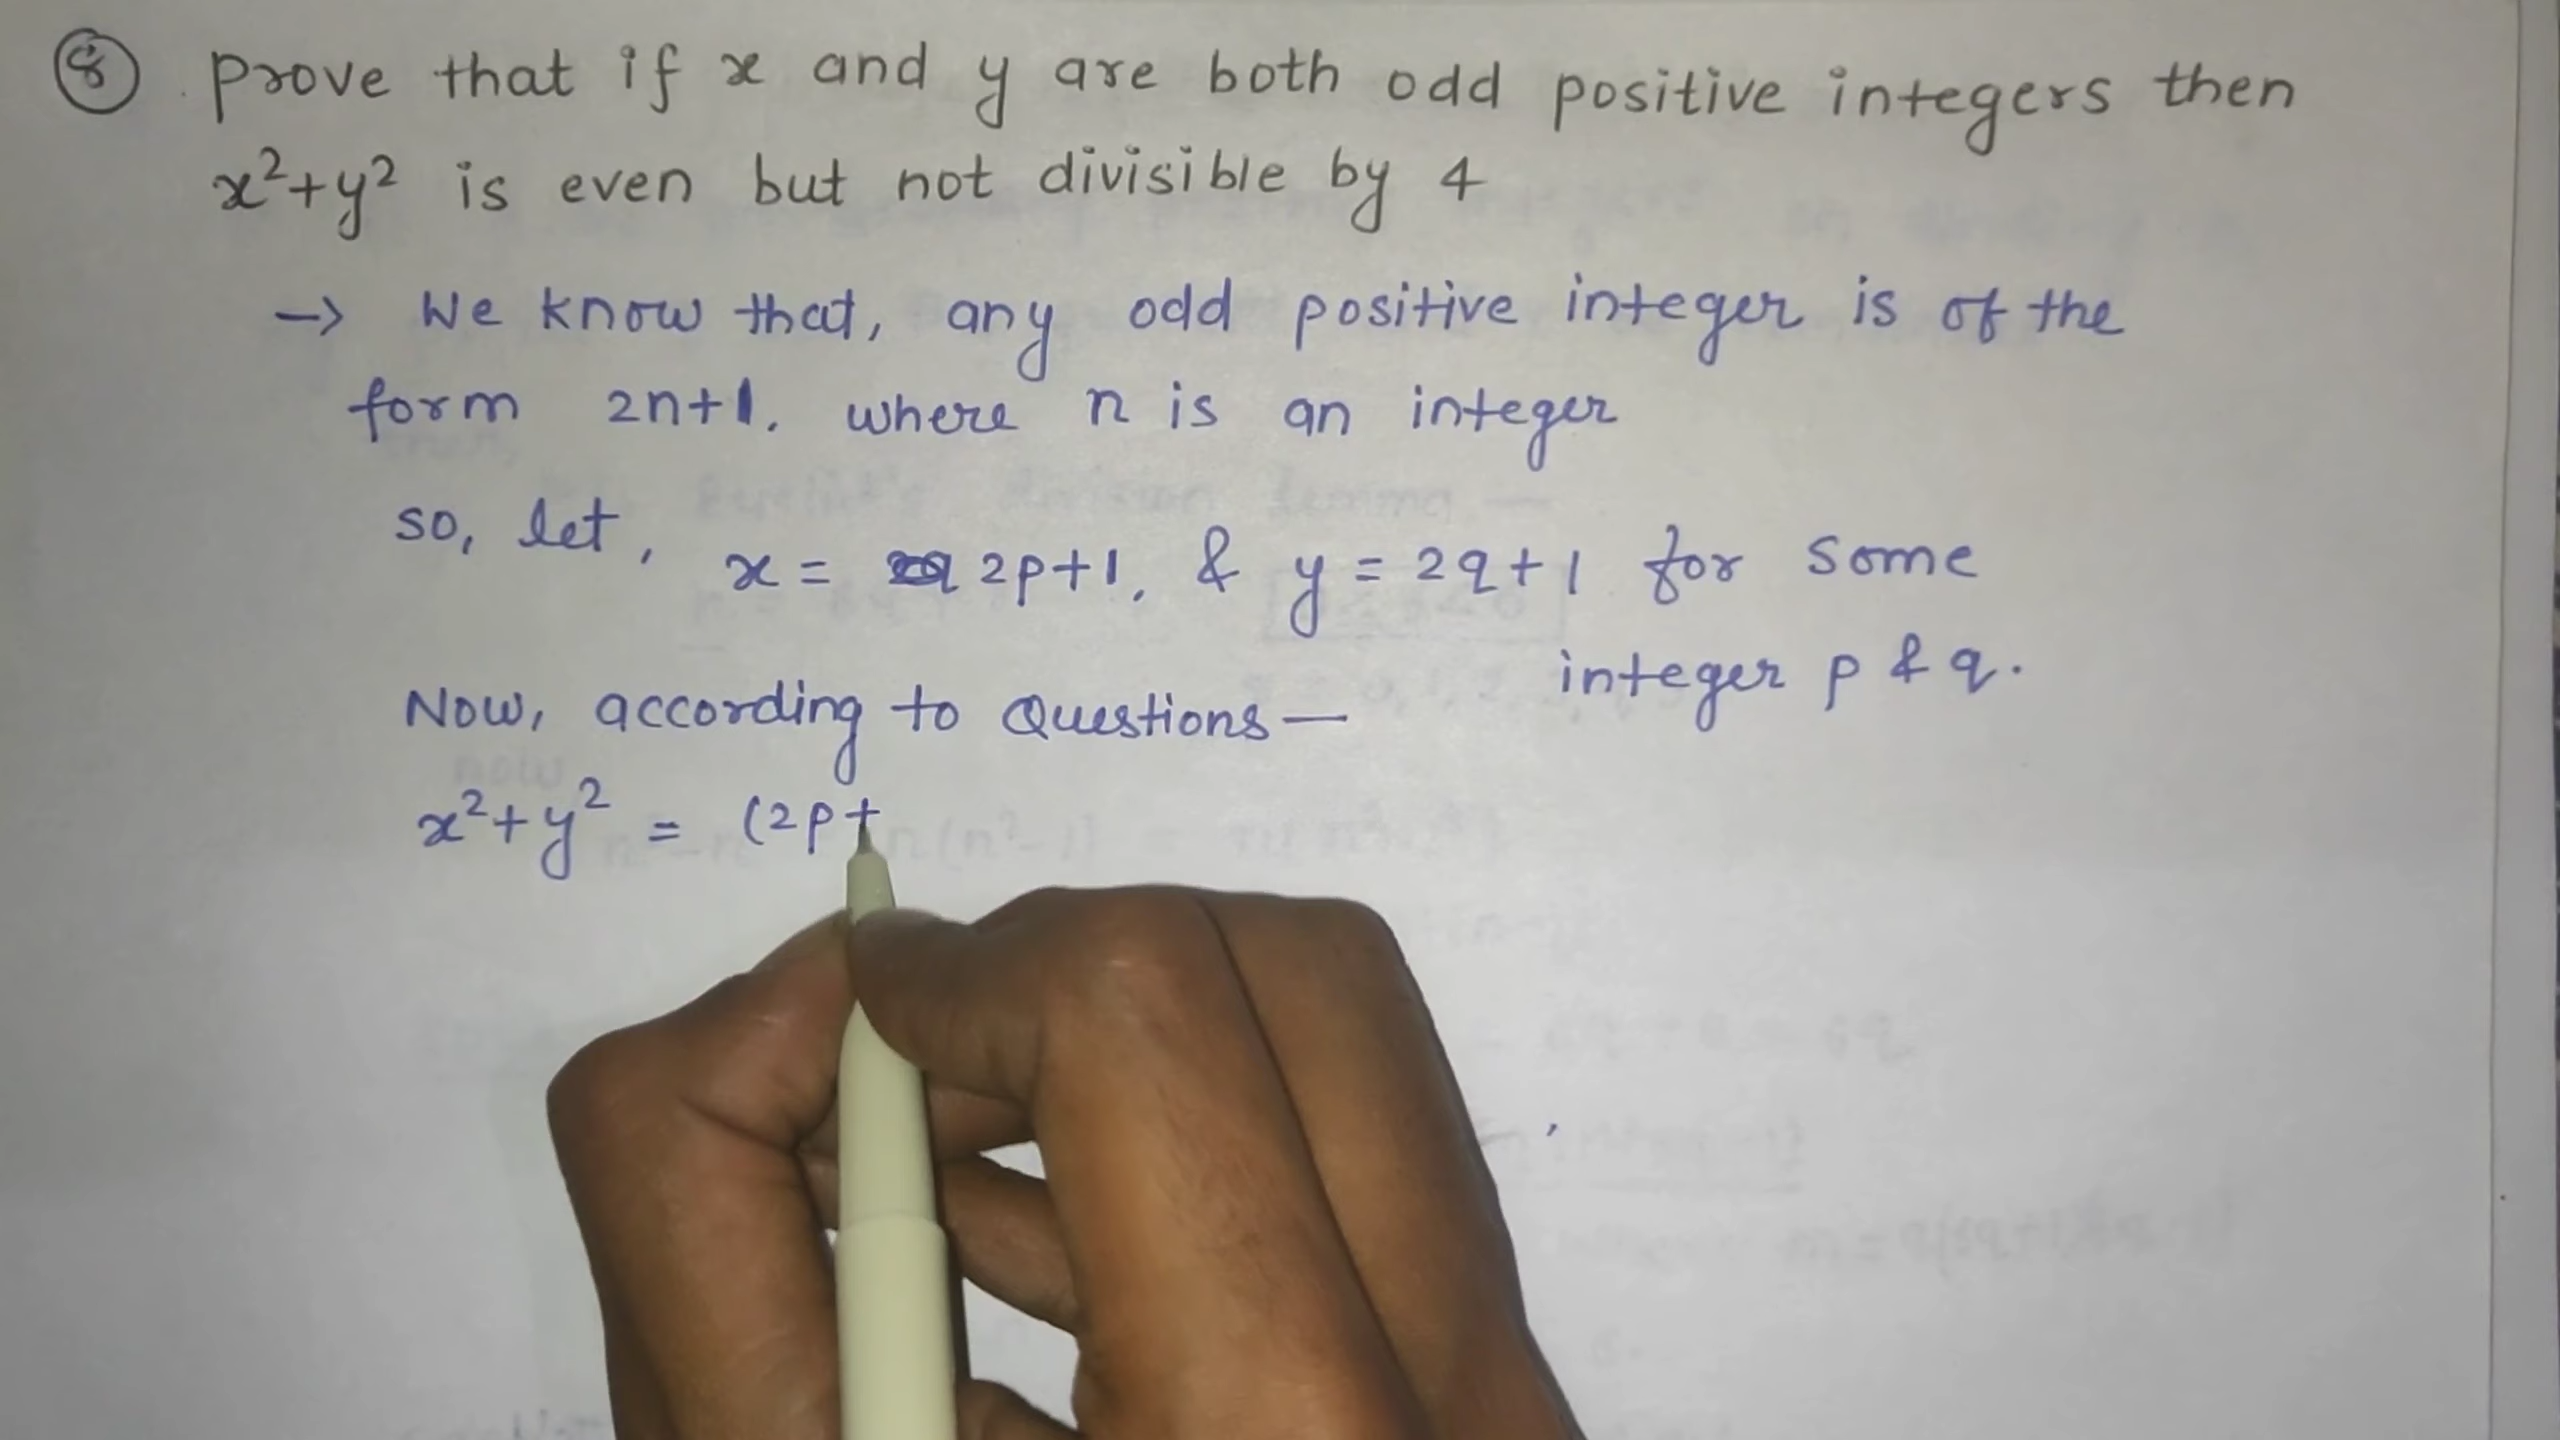 8 prove that if x and y are both odd positive integers then
x²+y² is even but not divisible by 4
→ We know that, any odd positive integer is of the
form 2n+1. where n is an integer
so, let, x = 2p+1, & y = 2q+1 for some
integer p & q.
Now, according to Questions —
x²+y² = (2p+